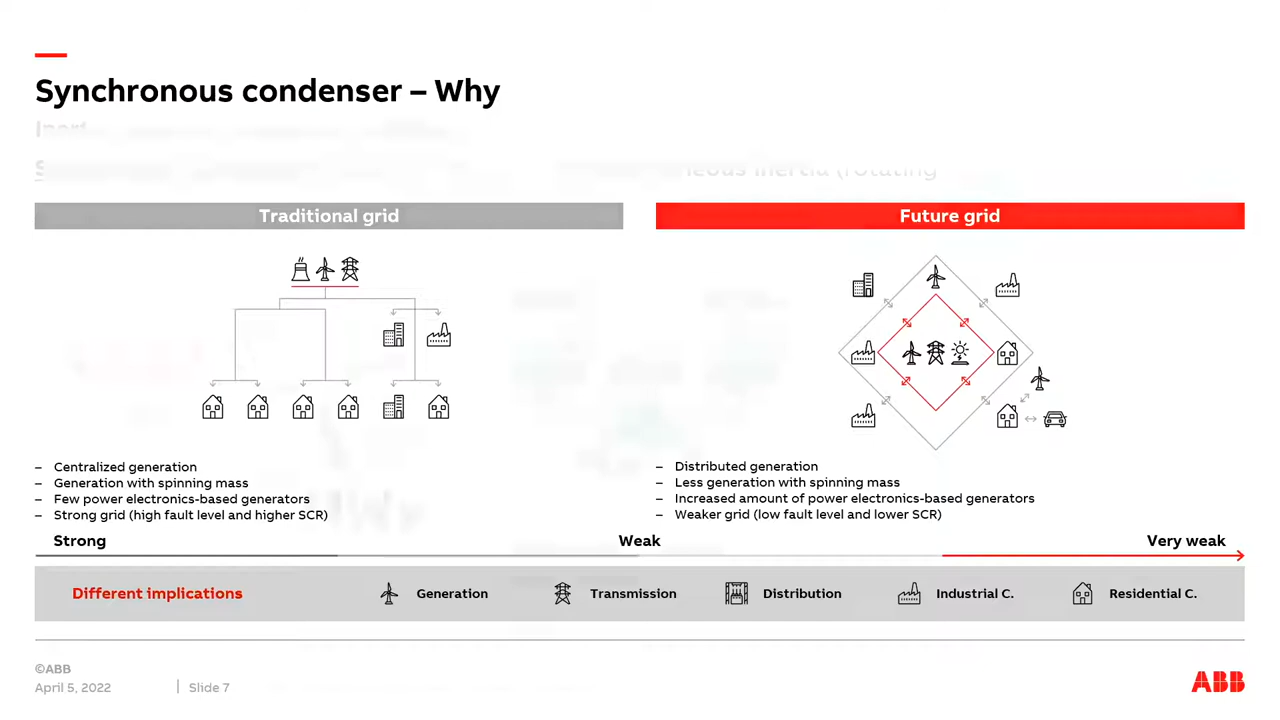 Synchronous condenser – Why
Traditional grid
Future grid
– Centralized generation
– Generation with spinning mass
– Few power electronics-based generators
– Strong grid (high fault level and higher SCR)
– Distributed generation
– Less generation with spinning mass
– Increased amount of power electronics-based generators
– Weaker grid (low fault level and lower SCR)
Strong Weak Very weak
Different implications Generation Transmission Distribution Industrial C. Residential C.
©ABB
April 5, 2022 | Slide 7
ABB